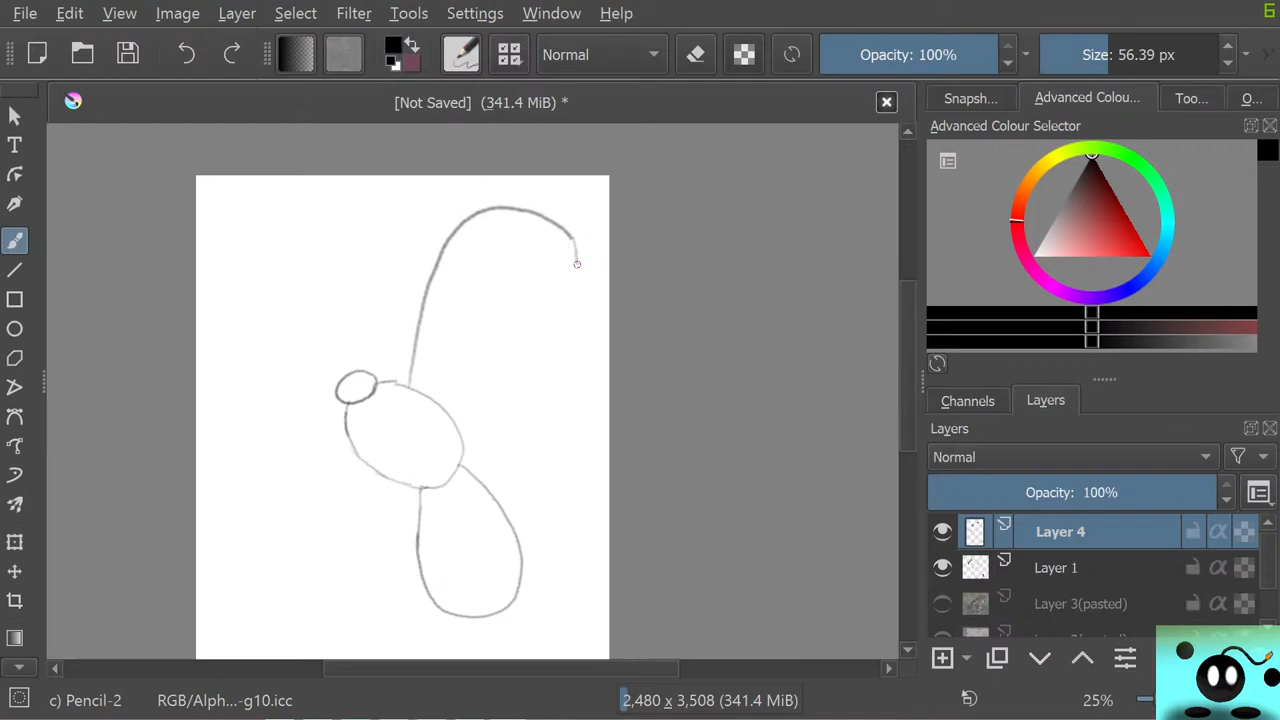 File Edit View Image Layer Select Filter Tools Settings Window Help 6
Normal Opacity: 100% Size: 56.39 px
[Not Saved] (341.4 MiB) *
Snapsh... Advanced Colou... Too... O...
Advanced Colour Selector
Channels Layers
Layers
Normal
Opacity: 100%
Layer 4
Layer 1
Layer 3(pasted)
c) Pencil-2 RGB/Alph...-g10.icc 2,480 x 3,508 (341.4 MiB) 25%